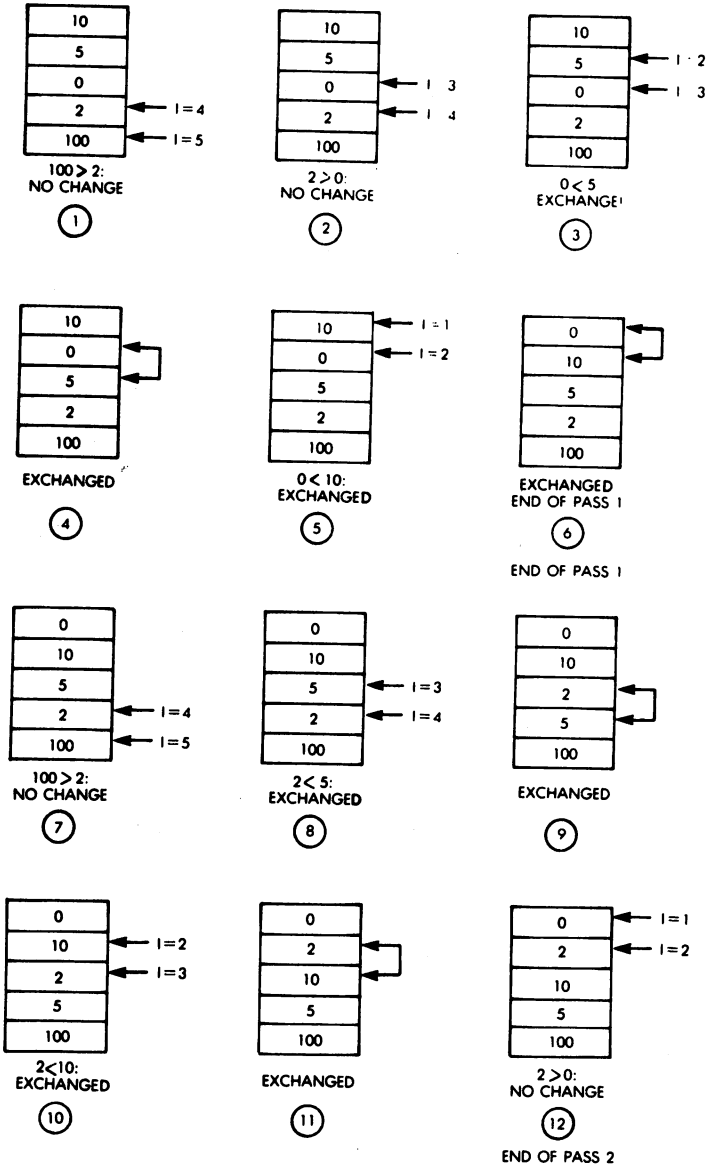 10
5
0
2
100
I=4
I=5
100>2:
NO CHANGE
1
10
5
0
2
100
I 3
I 4
2>0:
NO CHANGE
2
10
5
0
2
100
I · 2
I 3
0<5
EXCHANGE!
3
10
0
5
2
100
EXCHANGED
4
10
0
5
2
100
I=1
I=2
0<10:
EXCHANGED
5
0
10
5
2
100
EXCHANGED
END OF PASS 1
6
END OF PASS 1
0
10
5
2
100
I=4
I=5
100>2:
NO CHANGE
7
0
10
5
2
100
I=3
I=4
2<5:
EXCHANGED
8
0
10
2
5
100
EXCHANGED
9
0
10
2
5
100
I=2
I=3
2<10:
EXCHANGED
10
0
2
10
5
100
EXCHANGED
11
0
2
10
5
100
I=1
I=2
2>0:
NO CHANGE
12
END OF PASS 2